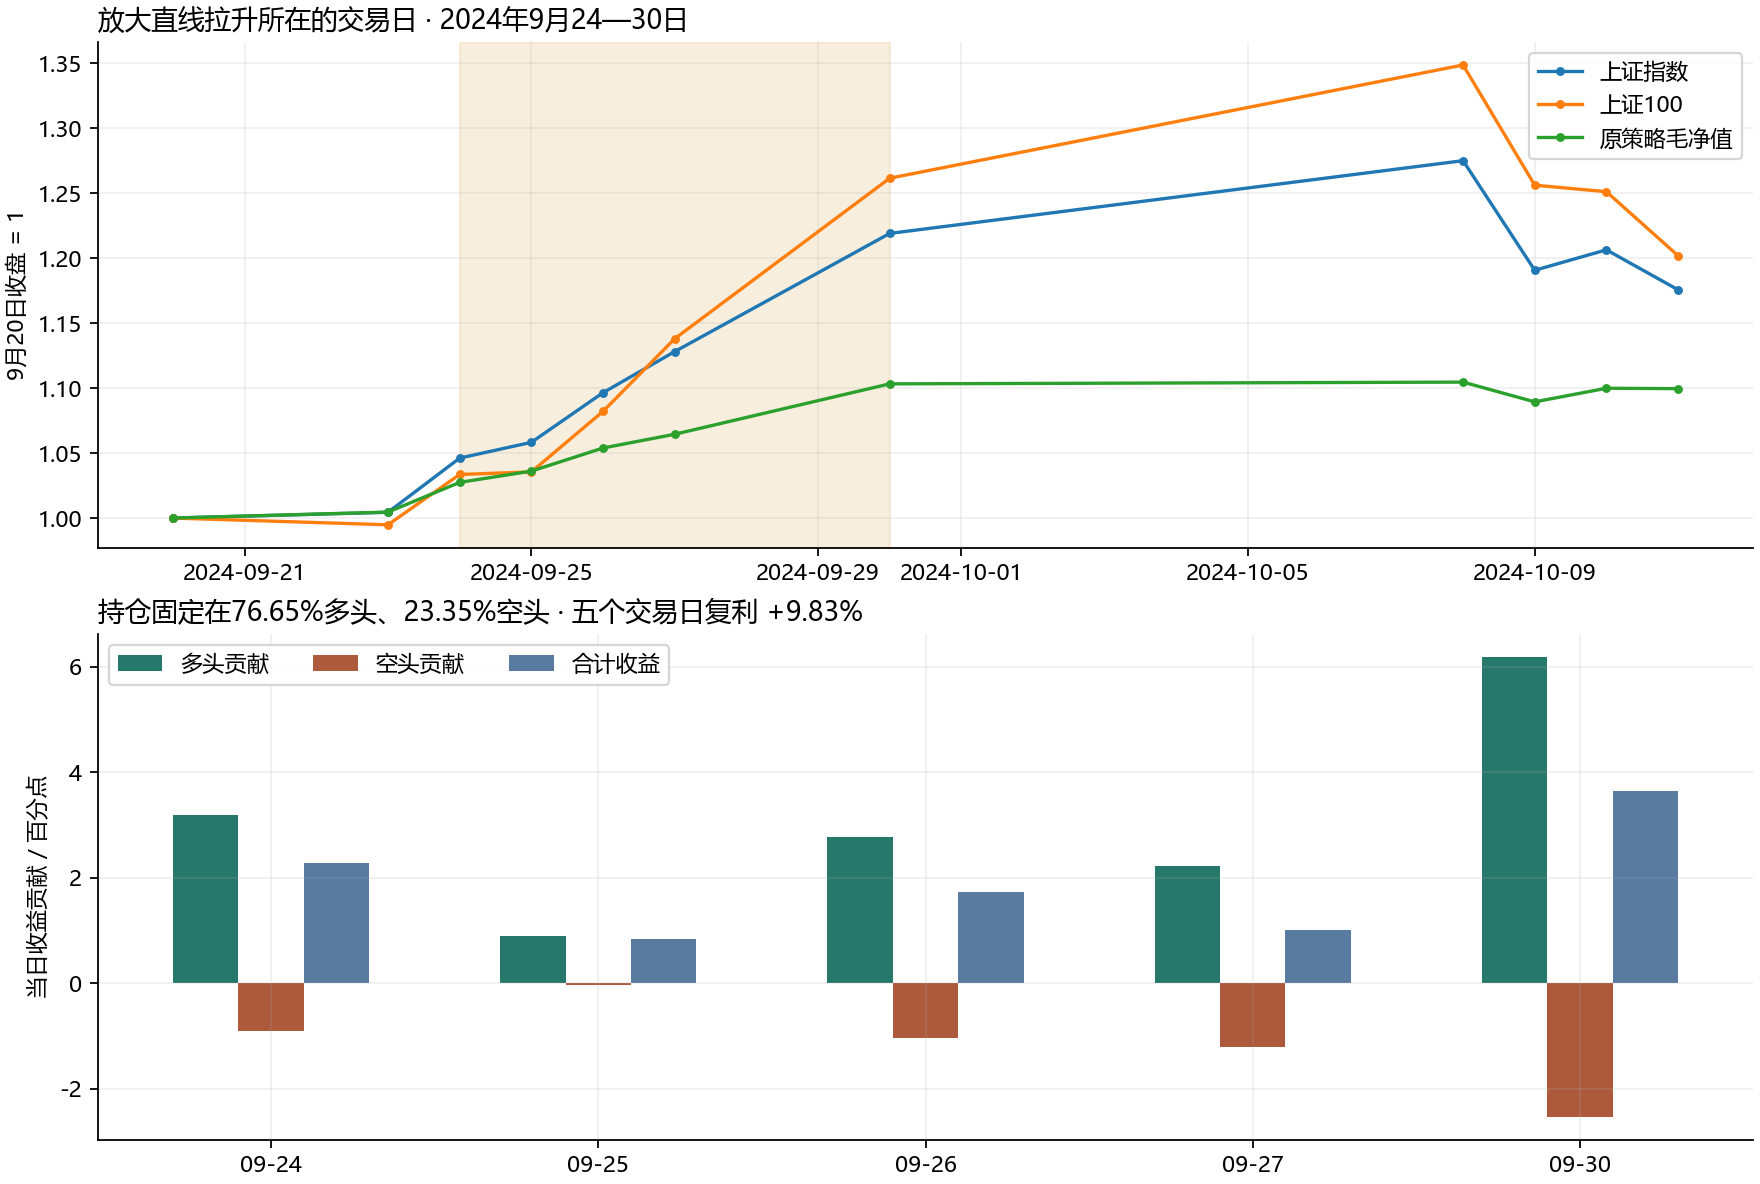 放大直线拉升所在的交易日 · 2024年9月24—30日
9月20日收盘 = 1
1.35
1.30
1.25
1.20
1.15
1.10
1.05
1.00
上证指数
上证100
原策略毛净值
2024-09-21
2024-09-25
2024-09-29
2024-10-01
2024-10-05
2024-10-09
持仓固定在76.65%多头、23.35%空头 · 五个交易日复利 +9.83%
当日收益贡献 / 百分点
多头贡献
空头贡献
合计收益
6
4
2
0
-2
09-24
09-25
09-26
09-27
09-30